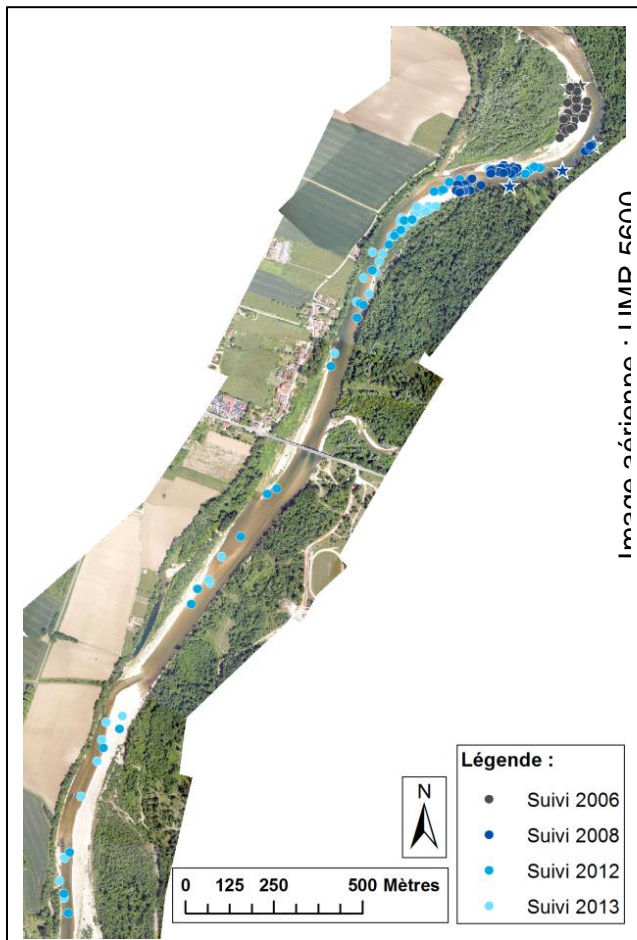 Image aérienne : UMR 5600
N
0 125 250 500 Mètres
Légende :
Suivi 2006
Suivi 2008
Suivi 2012
Suivi 2013